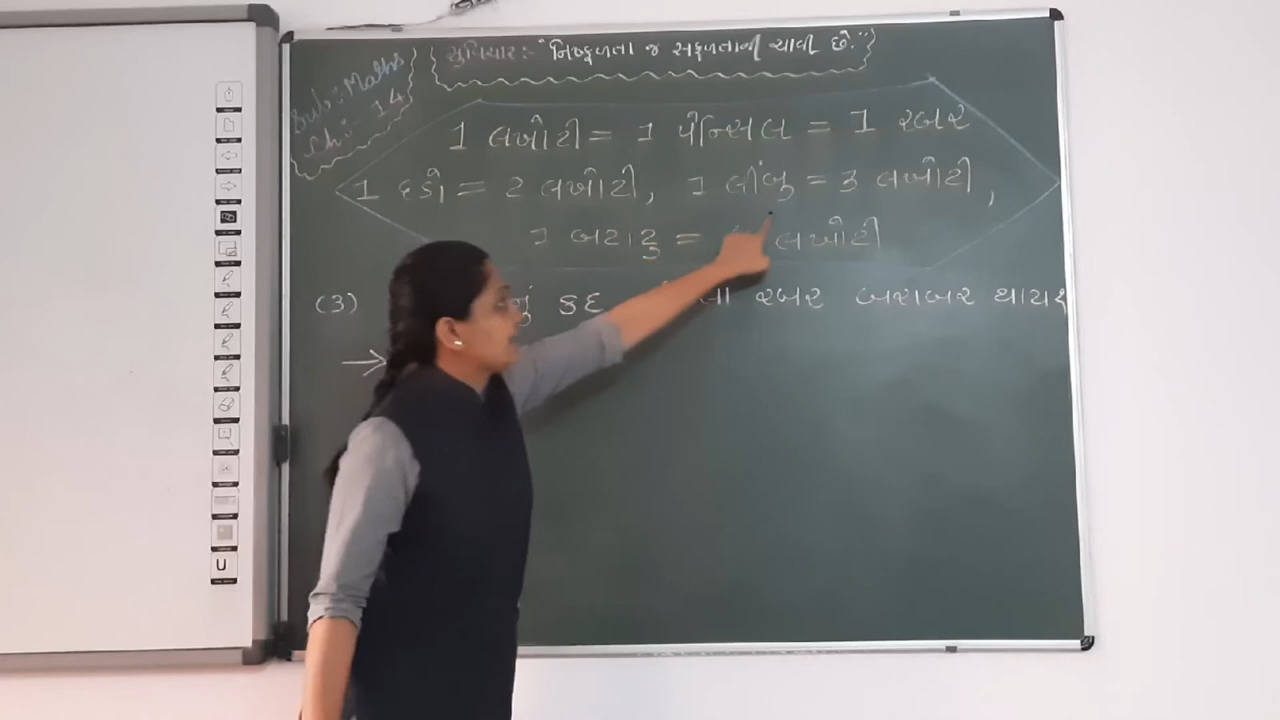 Sub:- Maths
Ch:- 14
સુવિચાર:- "નિષ્ફળતા જ સફળતાની ચાવી છે."
1 લખોટી = 1 પેન્સિલ = 1 રબર
1 દડો = 2 લખોટી, 1 લીંબુ = 3 લખોટી,
1 બટાટુ = લખોટી
(3) નું કદ રબર બરાબર થાય?
→
U